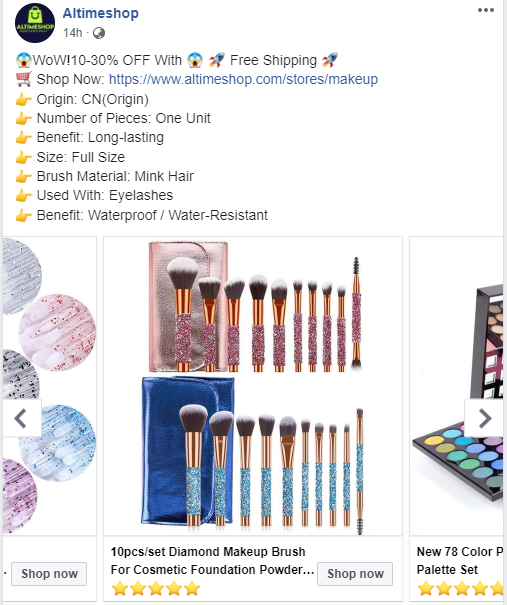 Altimeshop
ALTIMESHOP
14h ·
😱WoW!10-30% OFF With 😱 🚀 Free Shipping 🚀
🛒 Shop Now: https://www.altimeshop.com/stores/makeup
👉 Origin: CN(Origin)
👉 Number of Pieces: One Unit
👉 Benefit: Long-lasting
👉 Size: Full Size
👉 Brush Material: Mink Hair
👉 Used With: Eyelashes
👉 Benefit: Waterproof / Water-Resistant
. Shop now
10pcs/set Diamond Makeup Brush
For Cosmetic Foundation Powder… Shop now
⭐⭐⭐⭐⭐
New 78 Color P
Palette Set
⭐⭐⭐⭐⭐